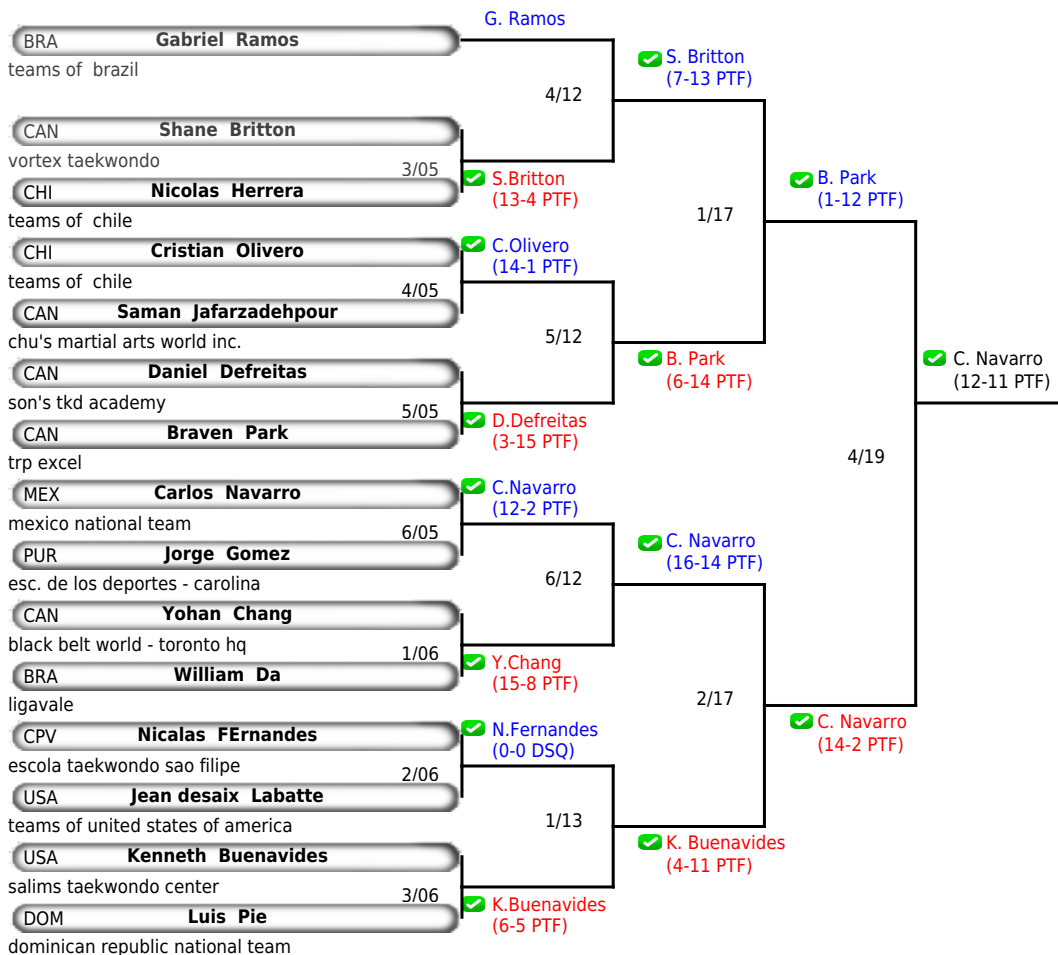 G. Ramos
BRA Gabriel Ramos
teams of brazil
S. Britton
(7-13 PTF)
4/12
CAN Shane Britton
vortex taekwondo
3/05
S.Britton
(13-4 PTF)
CHI Nicolas Herrera
teams of chile
B. Park
(1-12 PTF)
1/17
CHI Cristian Olivero
C.Olivero
(14-1 PTF)
teams of chile
4/05
CAN Saman Jafarzadehpour
chu's martial arts world inc.
5/12
B. Park
(6-14 PTF)
C. Navarro
(12-11 PTF)
CAN Daniel Defreitas
son's tkd academy
5/05
D.Defreitas
(3-15 PTF)
CAN Braven Park
trp excel
4/19
MEX Carlos Navarro
C.Navarro
(12-2 PTF)
mexico national team
6/05
PUR Jorge Gomez
esc. de los deportes - carolina
C. Navarro
(16-14 PTF)
6/12
CAN Yohan Chang
black belt world - toronto hq
1/06
Y.Chang
(15-8 PTF)
BRA William Da
ligavale
2/17
C. Navarro
(14-2 PTF)
CPV Nicalas FErnandes
N.Fernandes
(0-0 DSQ)
escola taekwondo sao filipe
2/06
USA Jean desaix Labatte
teams of united states of america
1/13
K. Buenavides
(4-11 PTF)
USA Kenneth Buenavides
salims taekwondo center
3/06
K.Buenavides
(6-5 PTF)
DOM Luis Pie
dominican republic national team